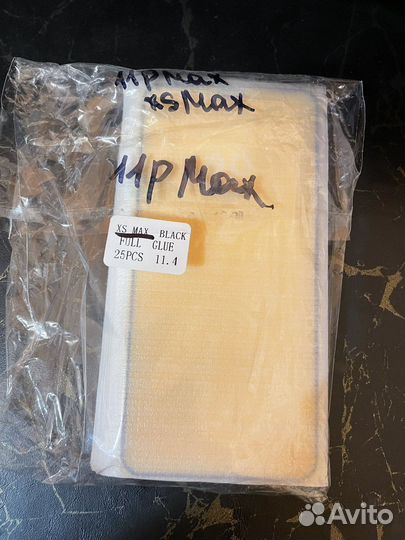 11P Max
XS MAX
11P Max
XS MAX BLACK
FULL GLUE
25PCS 11.4
Avito